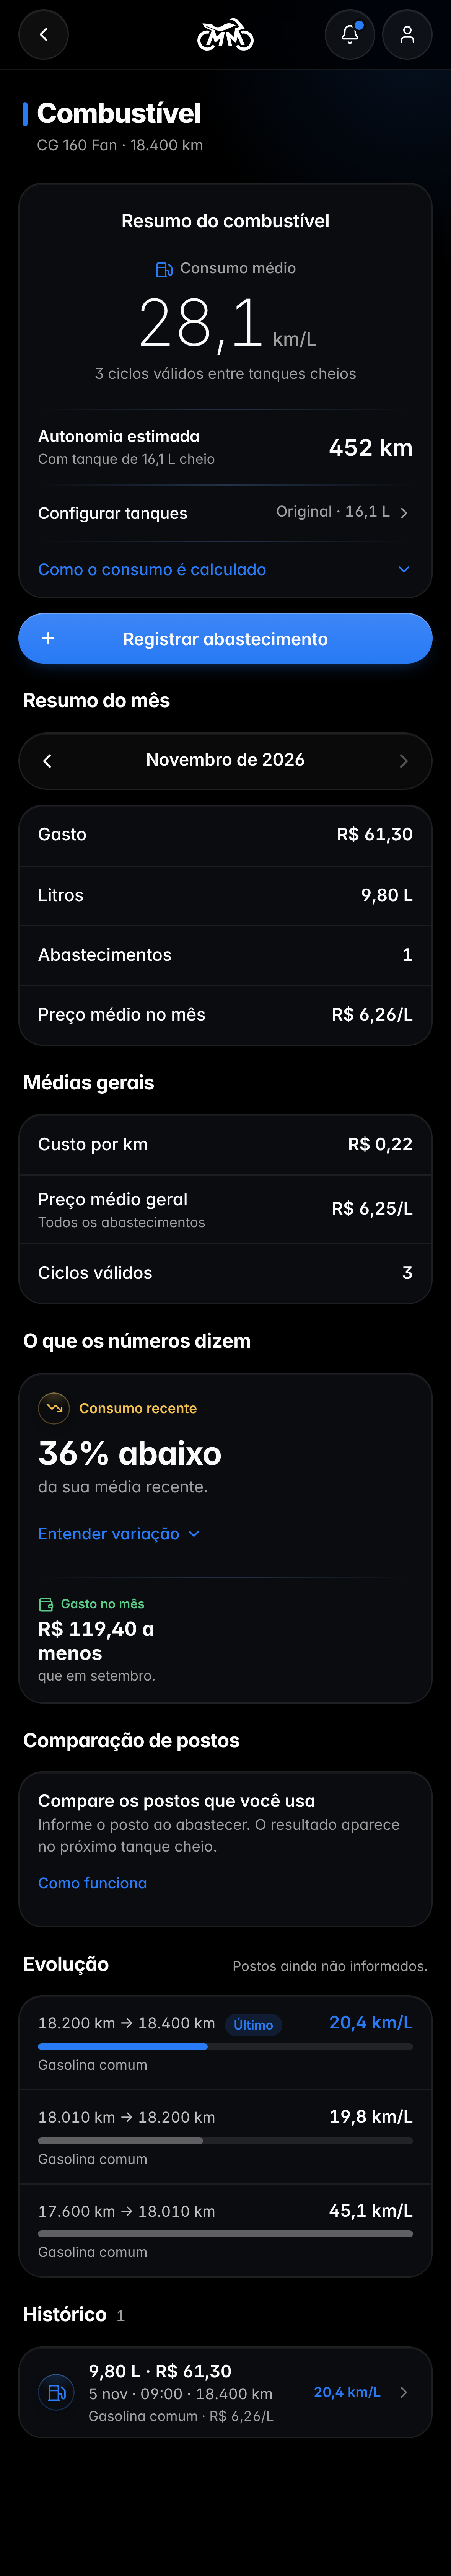 MM
Combustível
CG 160 Fan · 18.400 km
Resumo do combustível
Consumo médio
28,1 km/L
3 ciclos válidos entre tanques cheios
Autonomia estimada
Com tanque de 16,1 L cheio
452 km
Configurar tanques
Original · 16,1 L
Como o consumo é calculado
+ Registrar abastecimento
Resumo do mês
Novembro de 2026
Gasto R$ 61,30
Litros 9,80 L
Abastecimentos 1
Preço médio no mês R$ 6,26/L
Médias gerais
Custo por km R$ 0,22
Preço médio geral
Todos os abastecimentos
R$ 6,25/L
Ciclos válidos 3
O que os números dizem
Consumo recente
36% abaixo
da sua média recente.
Entender variação
Gasto no mês
R$ 119,40 a
menos
que em setembro.
Comparação de postos
Compare os postos que você usa
Informe o posto ao abastecer. O resultado aparece
no próximo tanque cheio.
Como funciona
Evolução Postos ainda não informados.
18.200 km → 18.400 km Último 20,4 km/L
Gasolina comum
18.010 km → 18.200 km 19,8 km/L
Gasolina comum
17.600 km → 18.010 km 45,1 km/L
Gasolina comum
Histórico 1
9,80 L · R$ 61,30
5 nov · 09:00 · 18.400 km
Gasolina comum · R$ 6,26/L
20,4 km/L